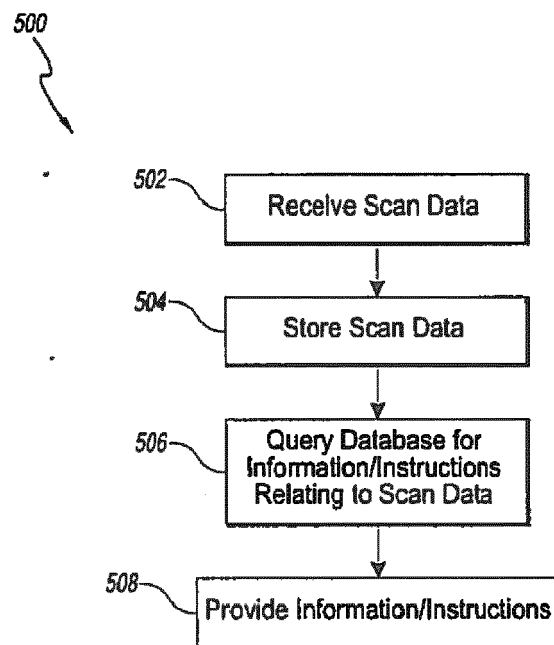 500
502
Receive Scan Data
504
Store Scan Data
506
Query Database for
Information/Instructions
Relating to Scan Data
508
Provide Information/Instructions